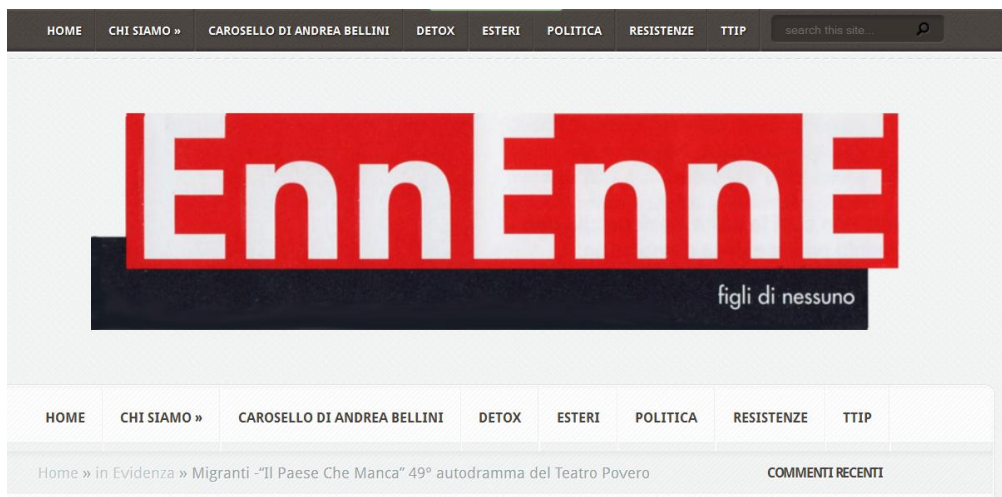 HOME CHI SIAMO » CAROSELLO DI ANDREA BELLINI DETOX ESTERI POLITICA RESISTENZE TTIP search this site...
EnnEnnE
figli di nessuno
HOME CHI SIAMO » CAROSELLO DI ANDREA BELLINI DETOX ESTERI POLITICA RESISTENZE TTIP
Home » in Evidenza » Migranti -“Il Paese Che Manca” 49° autodramma del Teatro Povero COMMENTI RECENTI